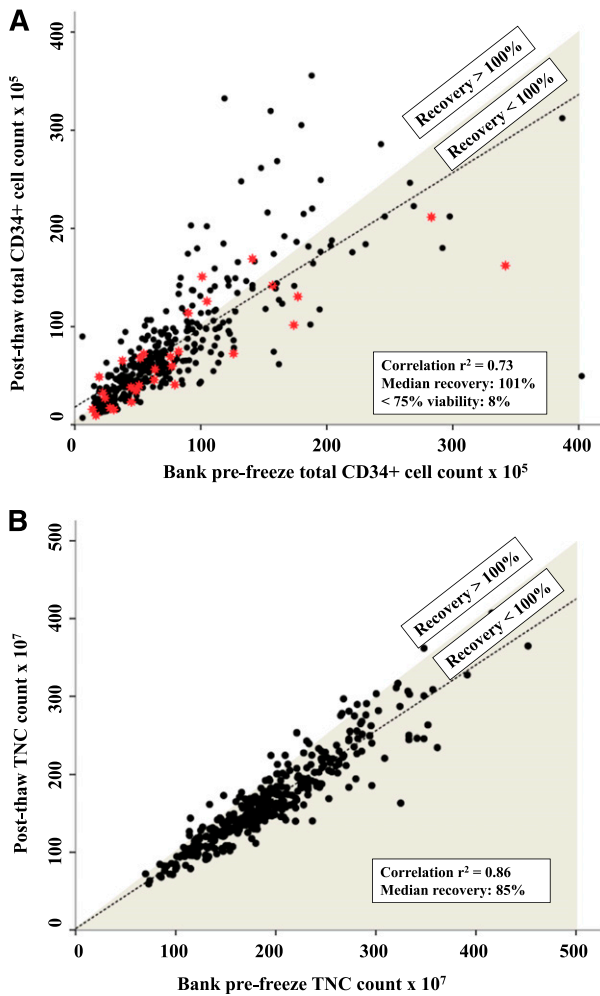 A
Post-thaw total CD34+ cell count x 10⁵
400
300
200
100
0
Recovery > 100%
Recovery < 100%
Correlation r² = 0.73
Median recovery: 101%
< 75% viability: 8%
0 100 200 300 400
Bank pre-freeze total CD34+ cell count x 10⁵
B
Post-thaw TNC count x 10⁷
500
400
300
200
100
0
Recovery > 100%
Recovery < 100%
Correlation r² = 0.86
Median recovery: 85%
0 100 200 300 400 500
Bank pre-freeze TNC count x 10⁷